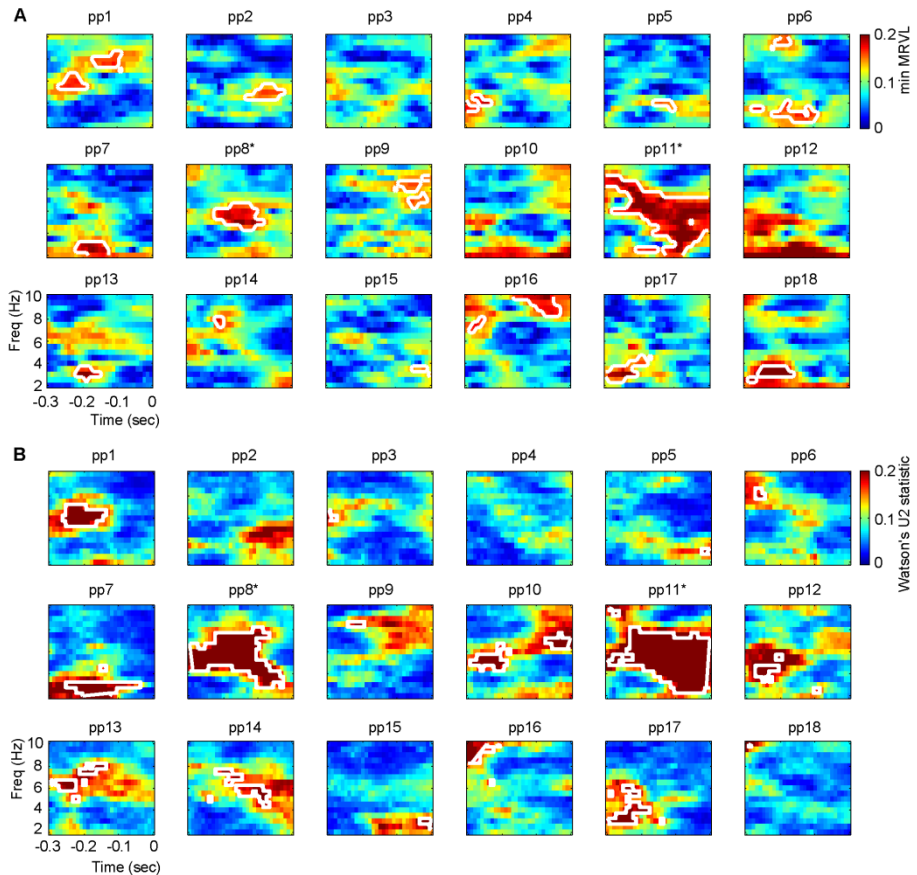 A
pp1 pp2 pp3 pp4 pp5 pp6
0.2
0.1
0
min MRVL
pp7 pp8* pp9 pp10 pp11* pp12
pp13 pp14 pp15 pp16 pp17 pp18
10
8
6
4
2
Freq (Hz)
-0.3 -0.2 -0.1 0
Time (sec)
B
pp1 pp2 pp3 pp4 pp5 pp6
0.2
0.1
0
Watson's U2 statistic
pp7 pp8* pp9 pp10 pp11* pp12
pp13 pp14 pp15 pp16 pp17 pp18
10
8
6
4
2
Freq (Hz)
-0.3 -0.2 -0.1 0
Time (sec)